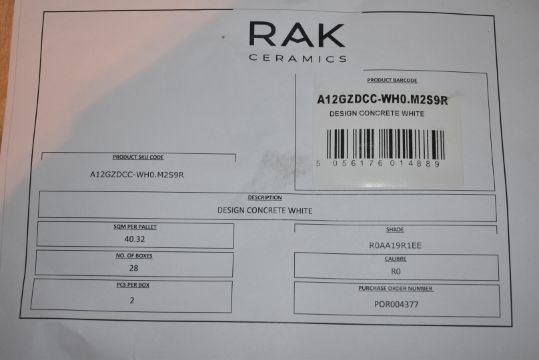 RAK
CERAMICS
PRODUCT BARCODE
A12GZDCC-WH0.M2S9R
DESIGN CONCRETE WHITE
5 056176 014889
PRODUCT SKU CODE
A12GZDCC-WH0.M2S9R
DESCRIPTION
DESIGN CONCRETE WHITE
SQM PER PALLET
40.32
SHADE
R0AA19R1EE
NO. OF BOXES
28
CALIBRE
R0
PCS PER BOX
2
PURCHASE ORDER NUMBER
POR004377